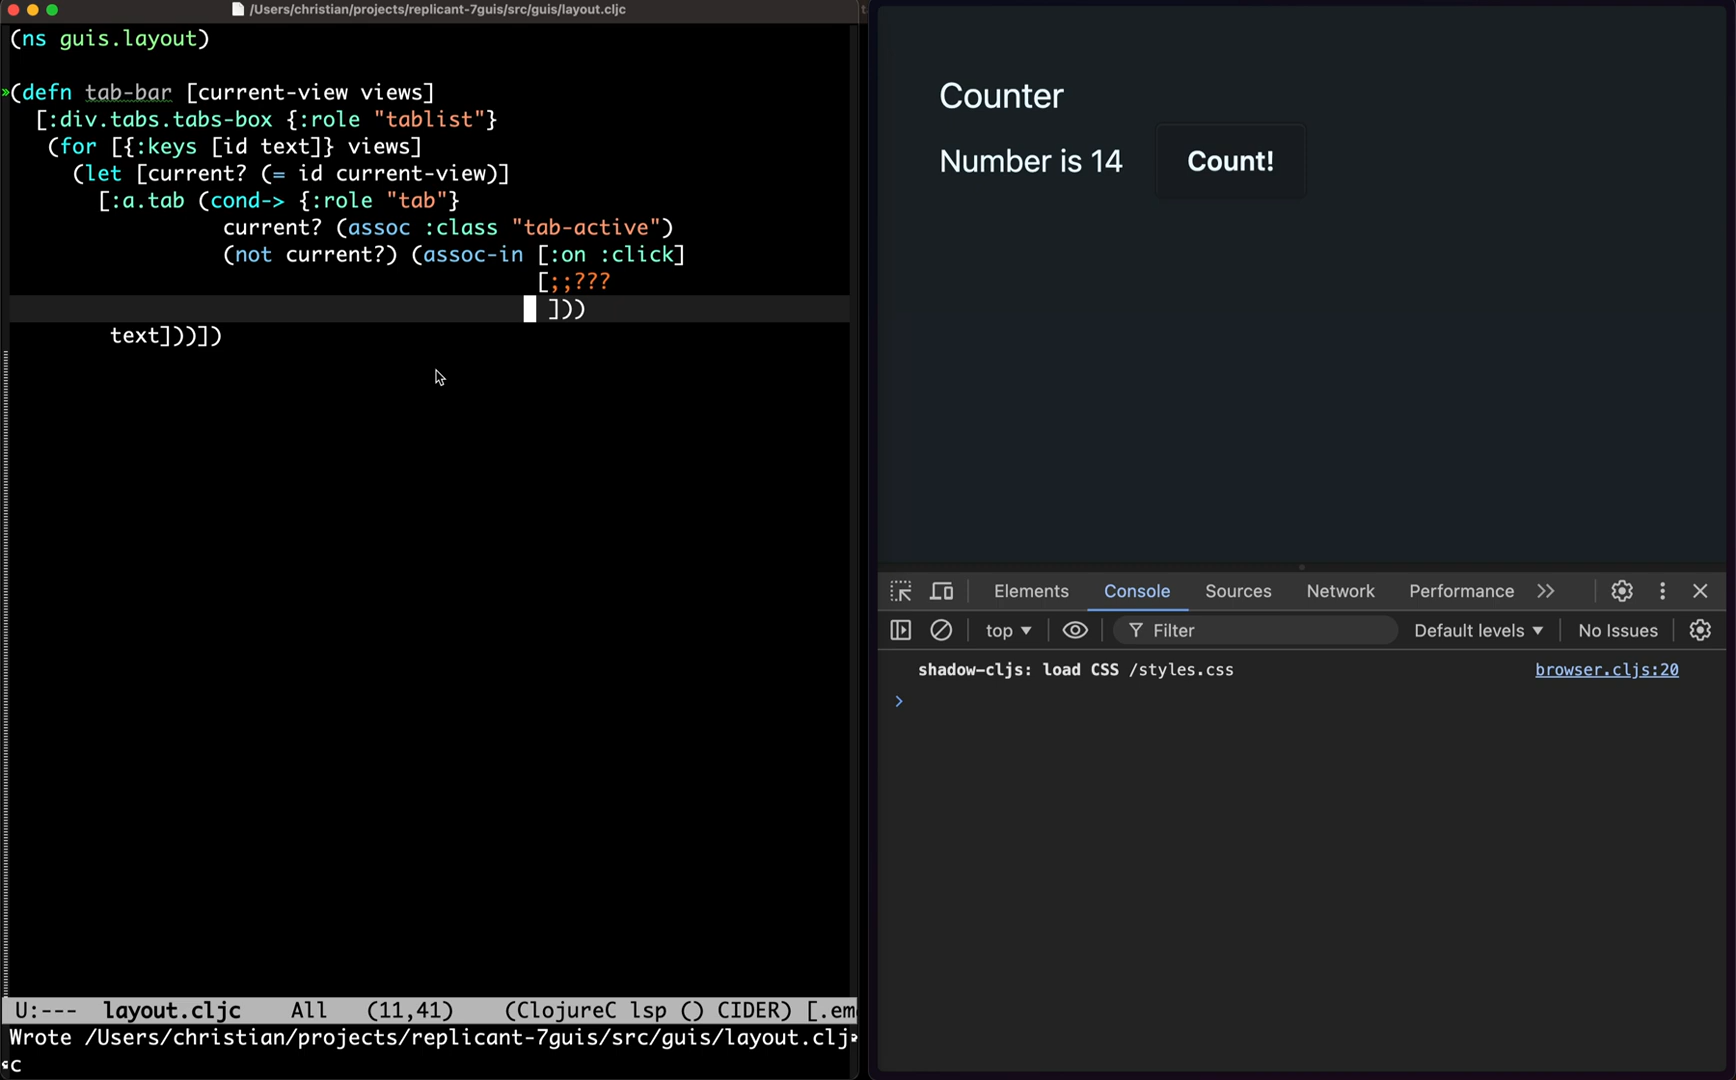 /Users/christian/projects/replicant-7guis/src/guis/layout.cljc
(ns guis.layout)
(defn tab-bar [current-view views]
[:div.tabs.tabs-box {:role "tablist"}
(for [{:keys [id text]} views]
(let [current? (= id current-view)]
[:a.tab (cond-> {:role "tab"}
current? (assoc :class "tab-active")
(not current?) (assoc-in [:on :click]
[;;???
]))
text]))])
U:--- layout.cljc All (11,41) (ClojureC lsp () CIDER) [.em
Wrote /Users/christian/projects/replicant-7guis/src/guis/layout.clj
c
Counter
Number is 14 Count!
Elements Console Sources Network Performance
top Filter Default levels No Issues
shadow-cljs: load CSS /styles.css browser.cljs:20